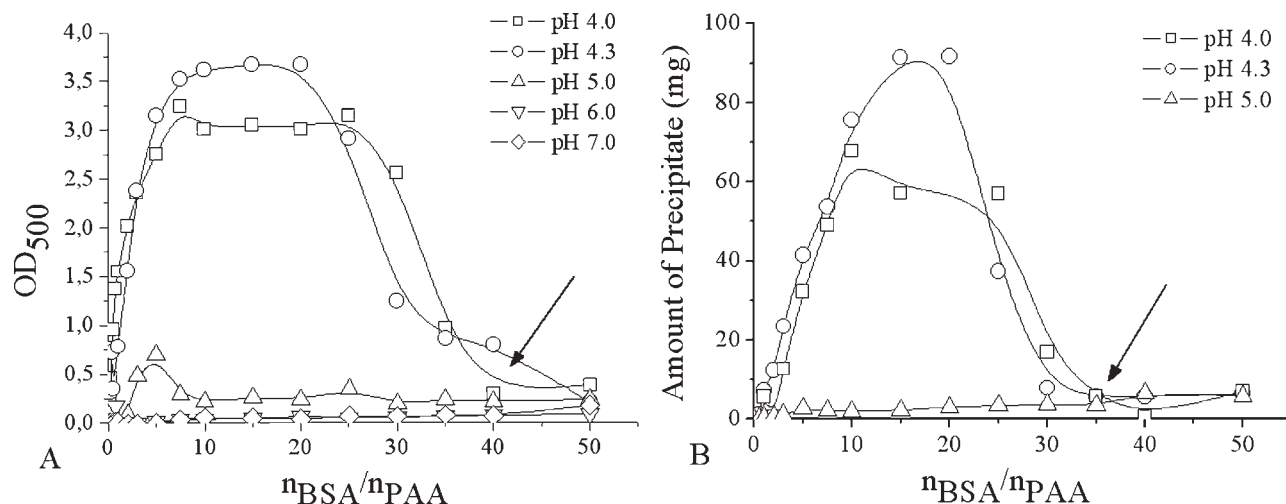 4,0
3,5
3,0
2,5
2,0
1,5
1,0
0,5
0,0
OD500
0 10 20 30 40 50
nBSA/nPAA
pH 4.0
pH 4.3
pH 5.0
pH 6.0
pH 7.0
A
100
80
60
40
20
0
Amount of Precipitate (mg)
0 10 20 30 40 50
nBSA/nPAA
pH 4.0
pH 4.3
pH 5.0
B